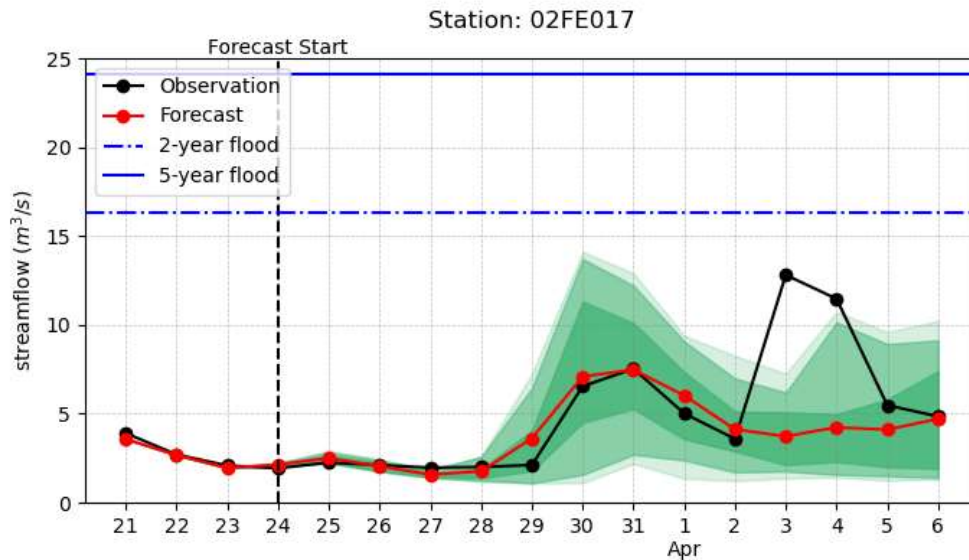 Station: 02FE017
Forecast Start
25
20
15
10
5
0
streamflow (m³/s)
Observation
Forecast
2-year flood
5-year flood
21 22 23 24 25 26 27 28 29 30 31 1 2 3 4 5 6
Apr